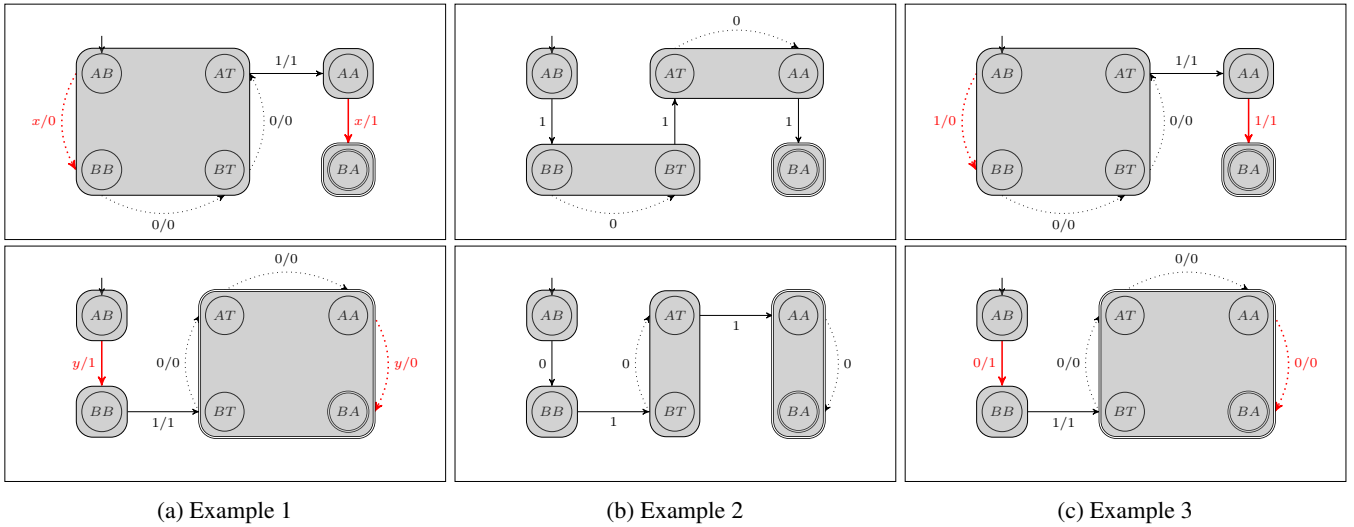 AB AT 1/1 AA
x/0 0/0 x/1
BB BT BA
0/0
0
AB AT AA
1 1 1
BB BT BA
0
AB AT 1/1 AA
1/0 0/0 1/1
BB BT BA
0/0
0/0
AB AT AA
y/1 0/0 y/0
BB 1/1 BT BA
AB AT 1 AA
0 0 0
BB 1 BT BA
0/0
AB AT AA
0/1 0/0 0/0
BB 1/1 BT BA
(a) Example 1
(b) Example 2
(c) Example 3